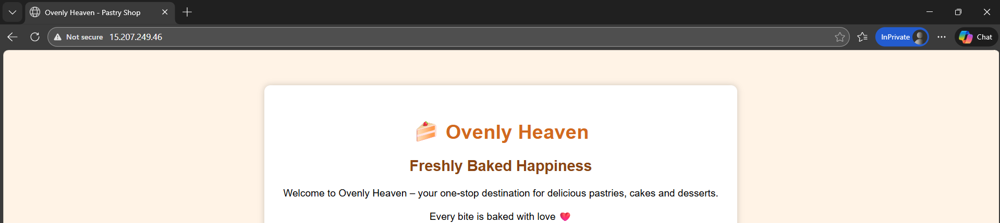 Ovenly Heaven - Pastry Shop
Not secure 15.207.249.46
InPrivate
Chat
Ovenly Heaven
Freshly Baked Happiness
Welcome to Ovenly Heaven – your one-stop destination for delicious pastries, cakes and desserts.
Every bite is baked with love